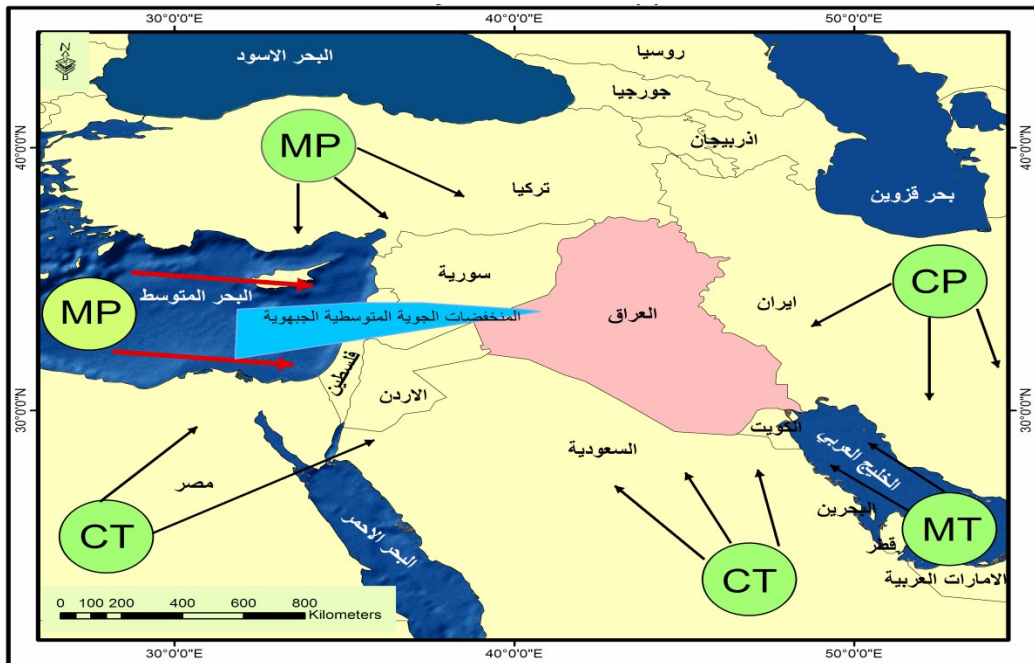 30°0'0"E
40°0'0"E
50°0'0"E
N
روسيا
البحر الاسود
جورجيا
اذربيجان
40°0'0"N
40°0'0"N
MP
تركيا
بحر قزوين
سورية
CP
البحر المتوسط
ايران
MP
المنخفضات الجوية المتوسطية الجبهوية
العراق
فلسطين
الاردن
30°0'0"N
30°0'0"N
الكويت
السعودية
الخليج العربي
مصر
البحرين
CT
MT
البحر الاحمر
قطر
CT
الامارات العربية
0 100 200 400 600 800
Kilometers
30°0'0"E
40°0'0"E
50°0'0"E